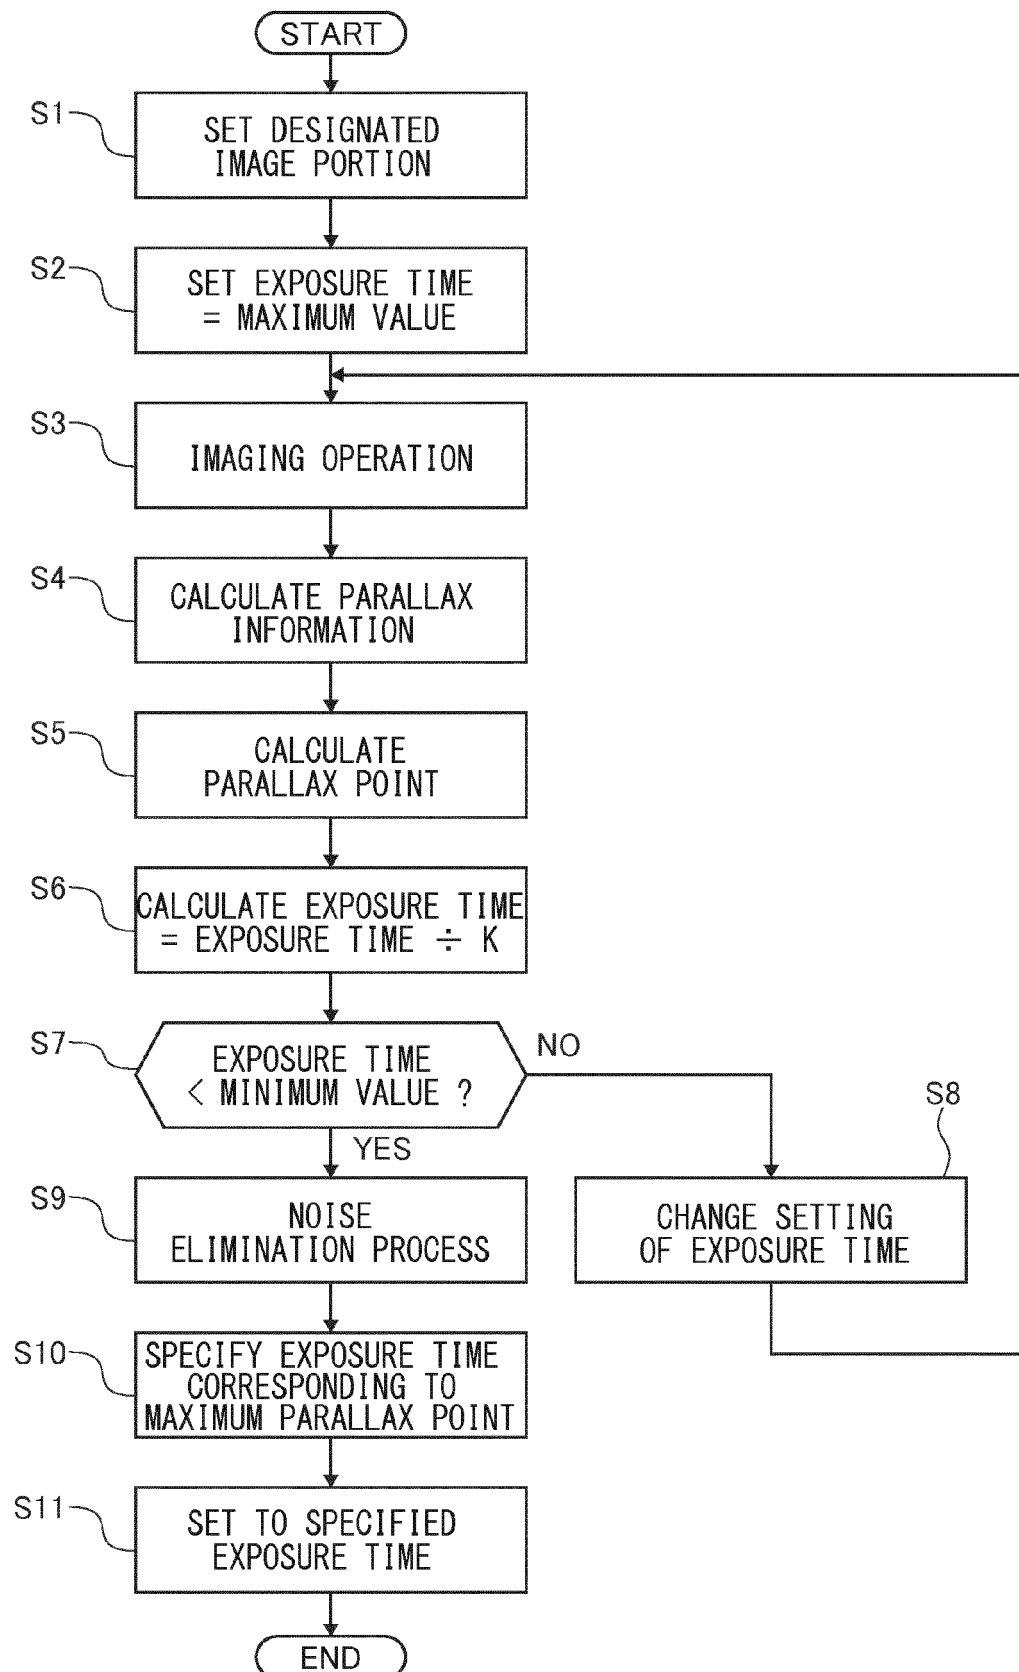 START
S1
SET DESIGNATED
IMAGE PORTION
S2
SET EXPOSURE TIME
= MAXIMUM VALUE
S3
IMAGING OPERATION
S4
CALCULATE PARALLAX
INFORMATION
S5
CALCULATE
PARALLAX POINT
S6
CALCULATE EXPOSURE TIME
= EXPOSURE TIME ÷ K
S7
EXPOSURE TIME
< MINIMUM VALUE ?
NO
YES
S8
CHANGE SETTING
OF EXPOSURE TIME
S9
NOISE
ELIMINATION PROCESS
S10
SPECIFY EXPOSURE TIME
CORRESPONDING TO
MAXIMUM PARALLAX POINT
S11
SET TO SPECIFIED
EXPOSURE TIME
END